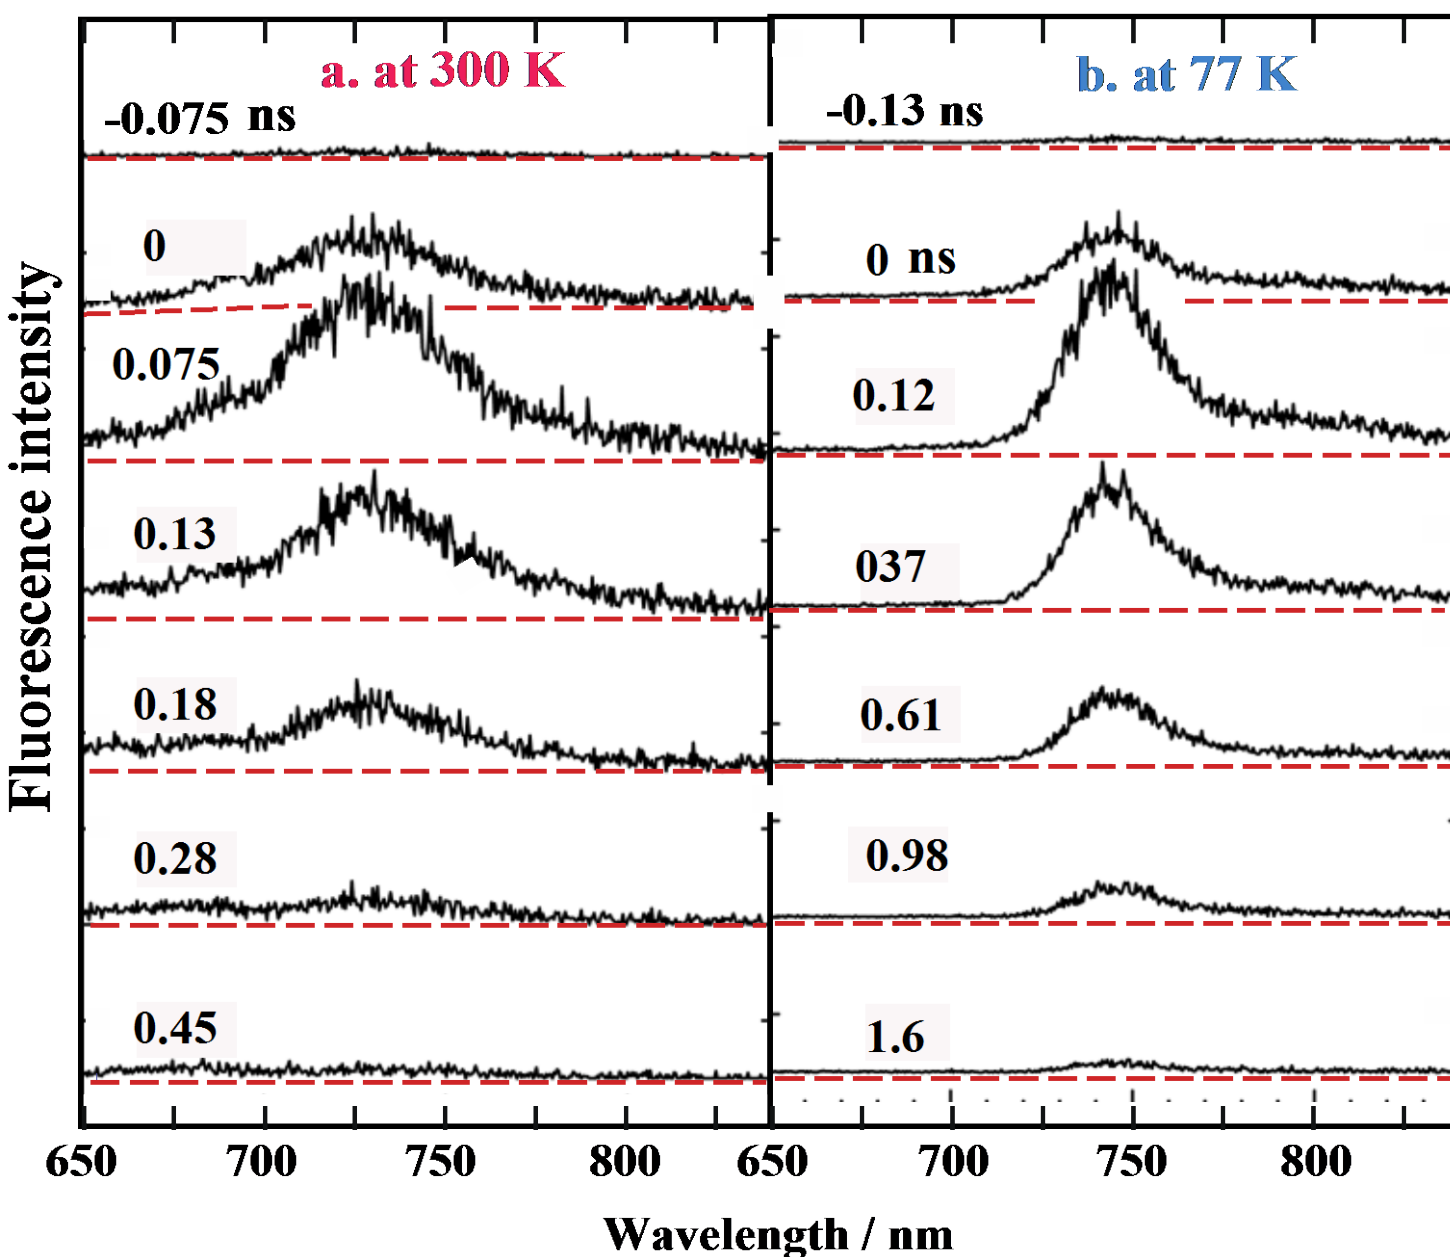 a. at 300 K
-0.075 ns
0
0.075
0.13
0.18
0.28
0.45
b. at 77 K
-0.13 ns
0 ns
0.12
037
0.61
0.98
1.6
Fluorescence intensity
650 700 750 800 650 700 750 800
Wavelength / nm